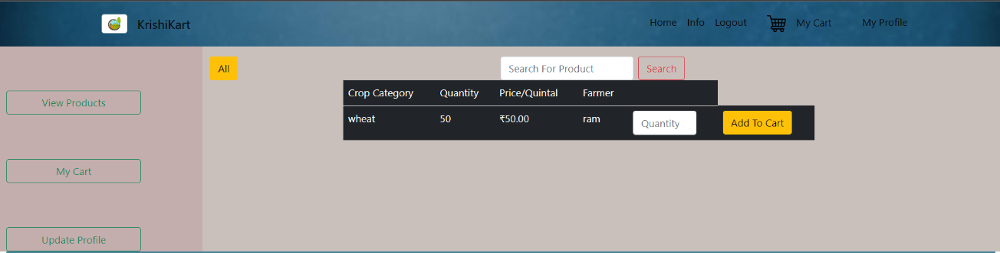 KrishiKart Home Info Logout My Cart My Profile
All Search For Product Search
Crop Category Quantity Price/Quintal Farmer
View Products
wheat 50 ₹50.00 ram Quantity Add To Cart
My Cart
Update Profile